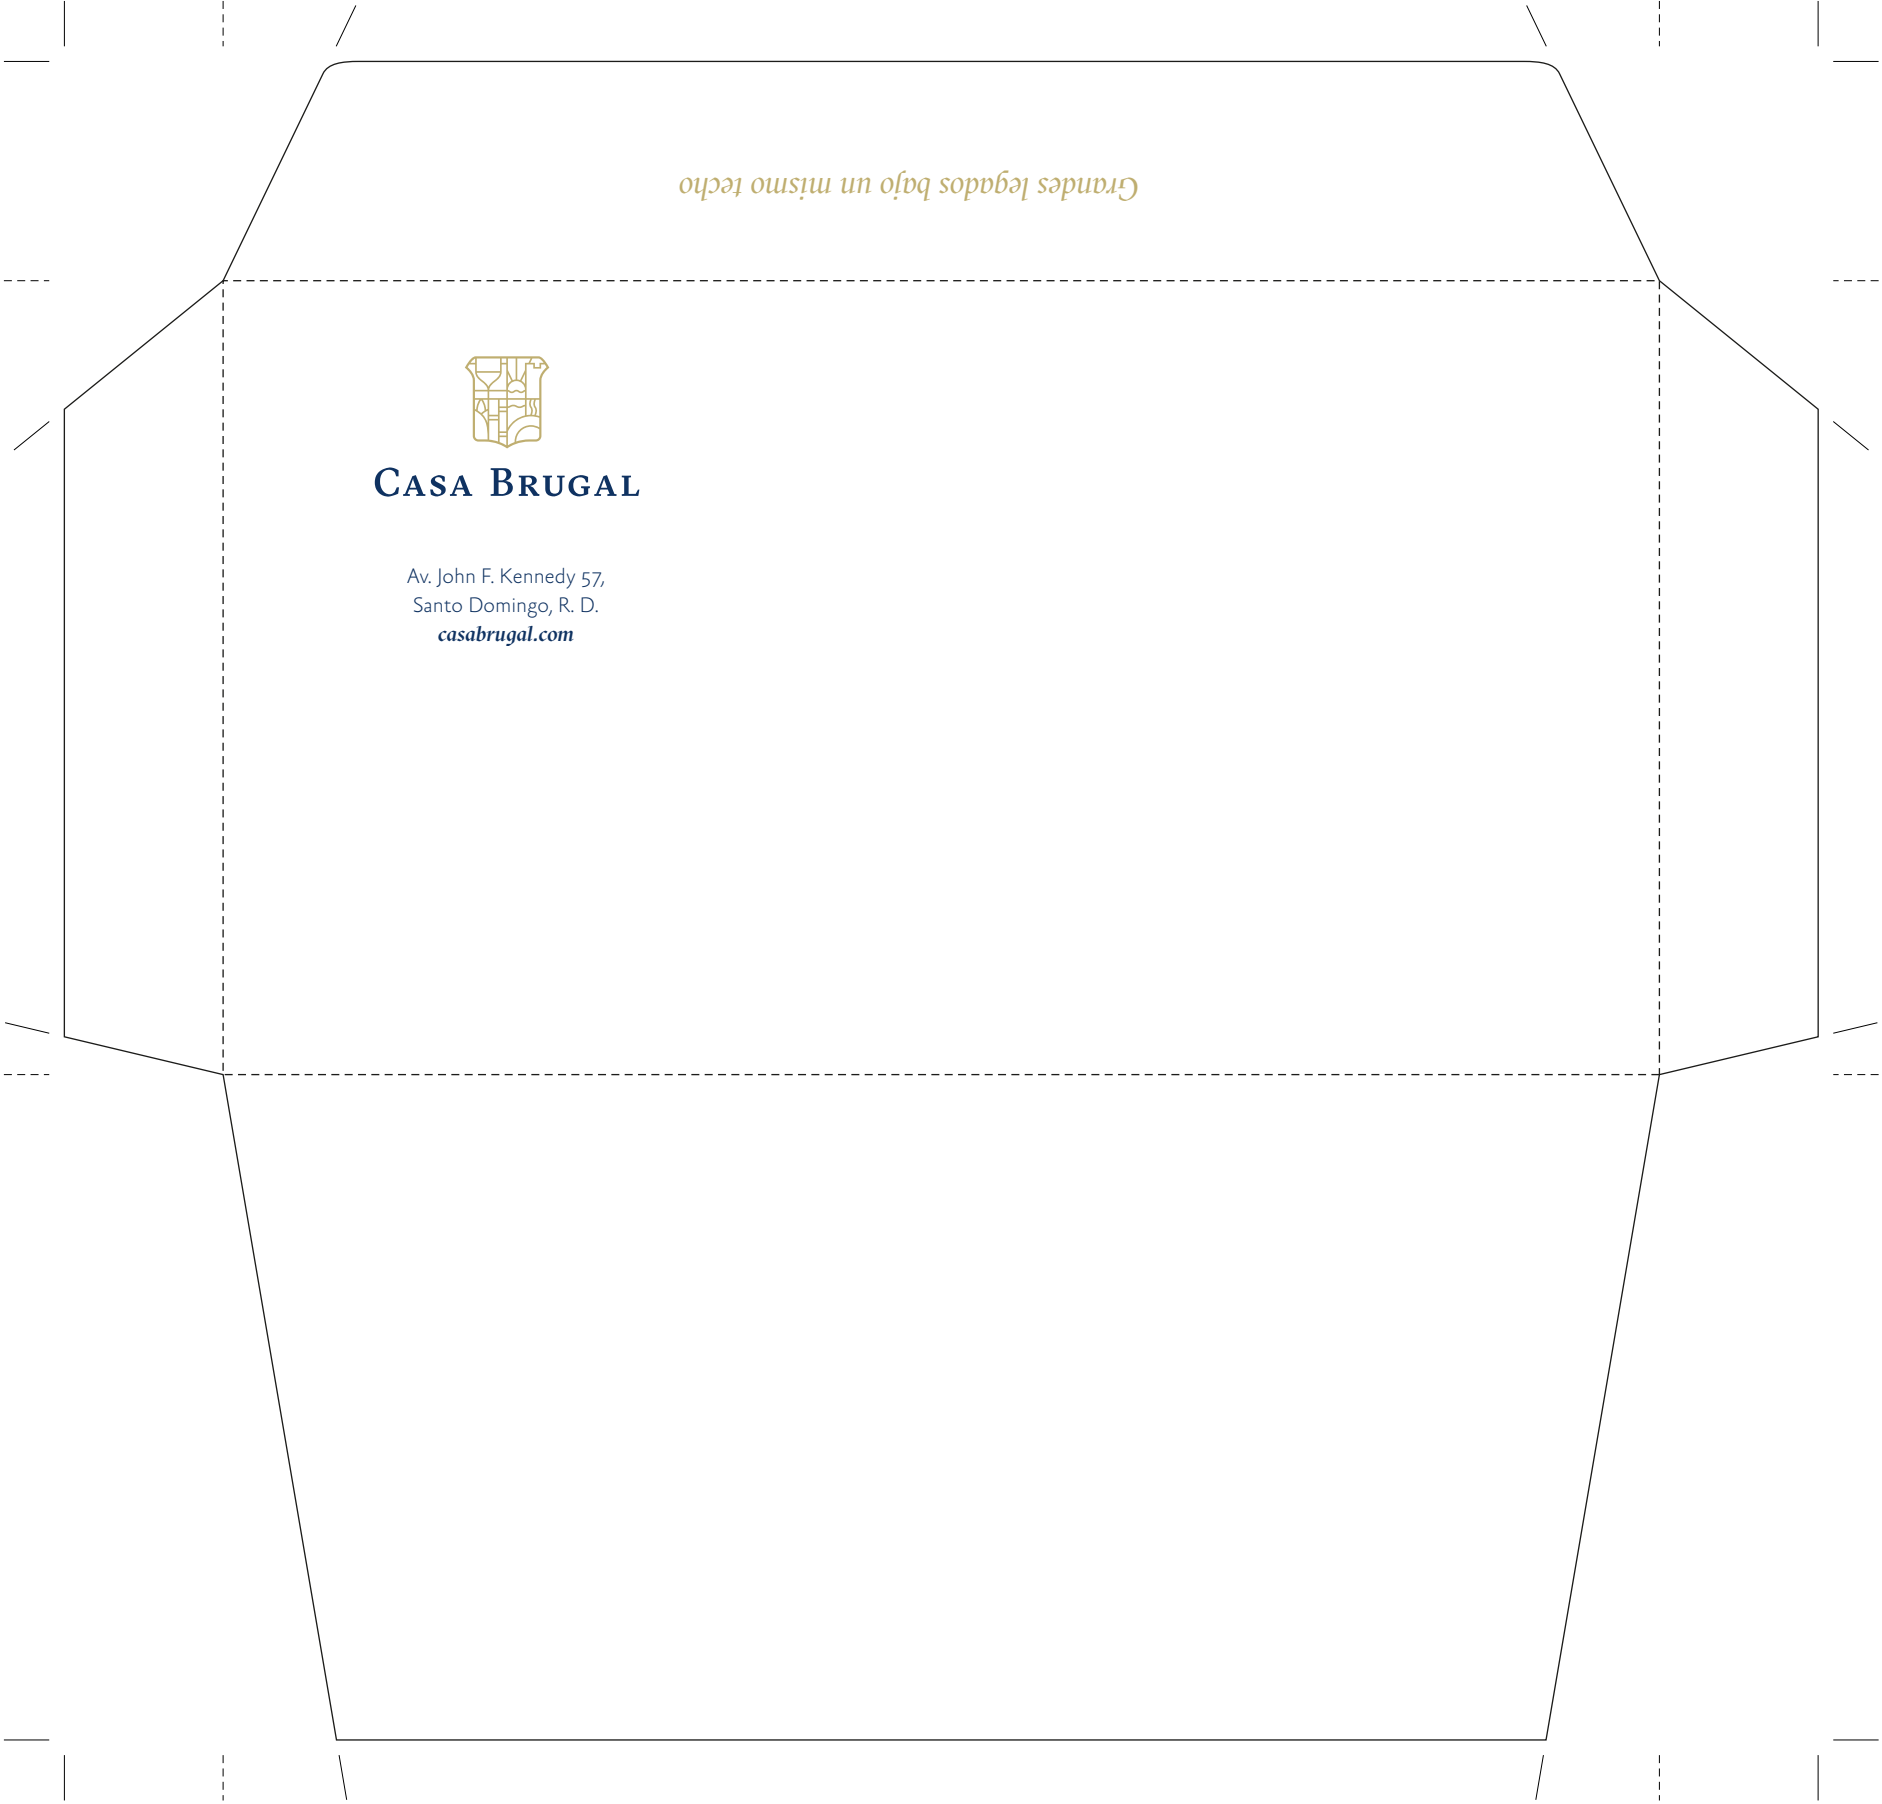 Grandes legados bajo un mismo techo
Casa Brugal
Av. John F. Kennedy 57,
Santo Domingo, R. D.
casabrugal.com